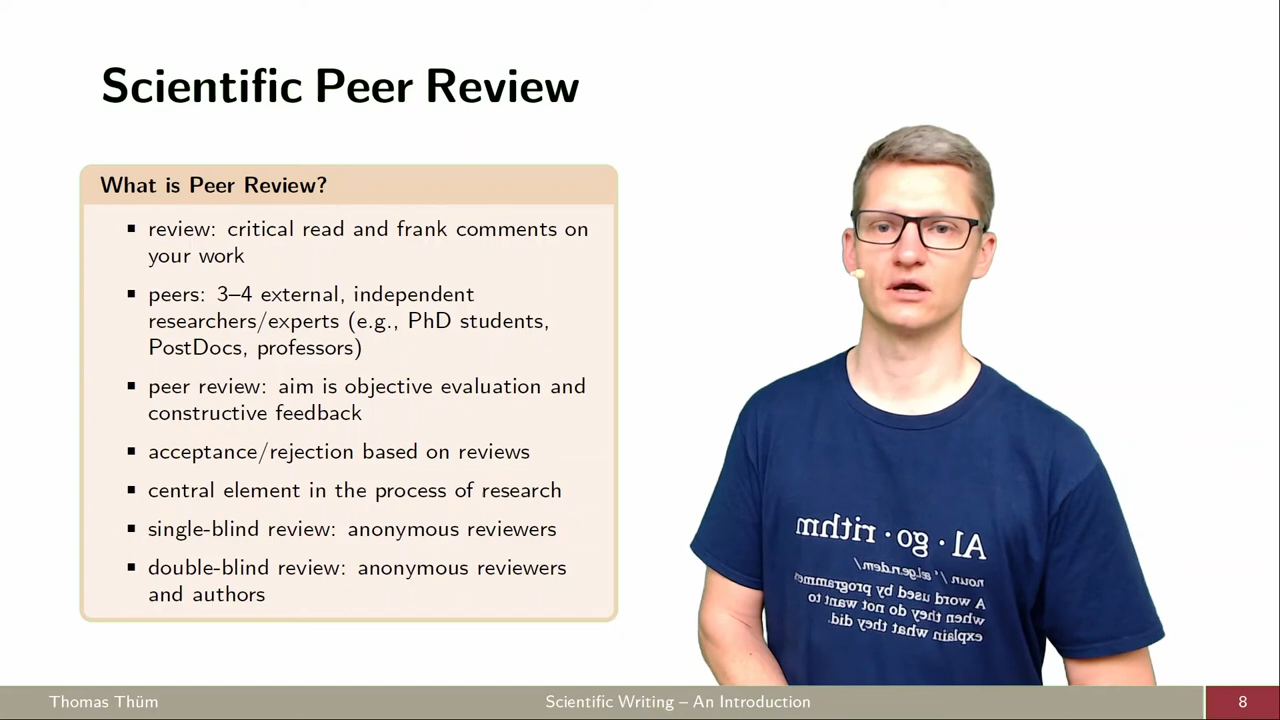 Scientific Peer Review
What is Peer Review?
▪ review: critical read and frank comments on
your work
▪ peers: 3–4 external, independent
researchers/experts (e.g., PhD students,
PostDocs, professors)
▪ peer review: aim is objective evaluation and
constructive feedback
▪ acceptance/rejection based on reviews
▪ central element in the process of research
▪ single-blind review: anonymous reviewers
▪ double-blind review: anonymous reviewers
and authors
Al·go·rithm
noun
A word used by programmers
when they do not want to
explain what they did.
Thomas Thüm
Scientific Writing – An Introduction
8